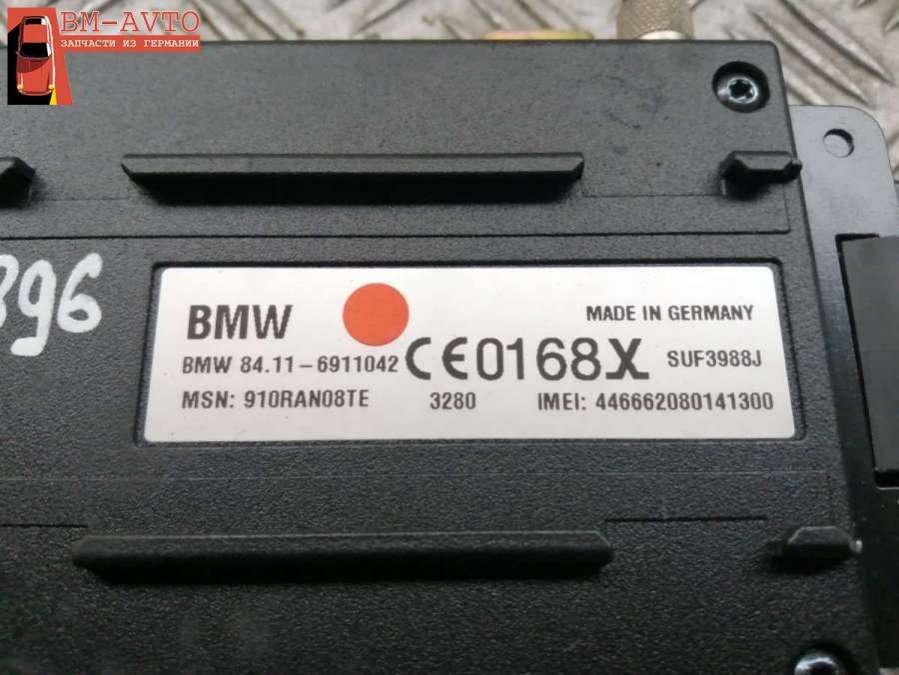 BM-AVTO
ЗАПЧАСТИ ИЗ ГЕРМАНИИ
396
BMW
MADE IN GERMANY
BMW 84.11-6911042 CE0168X SUF3988J
MSN: 910RAN08TE 3280 IMEI: 446662080141300